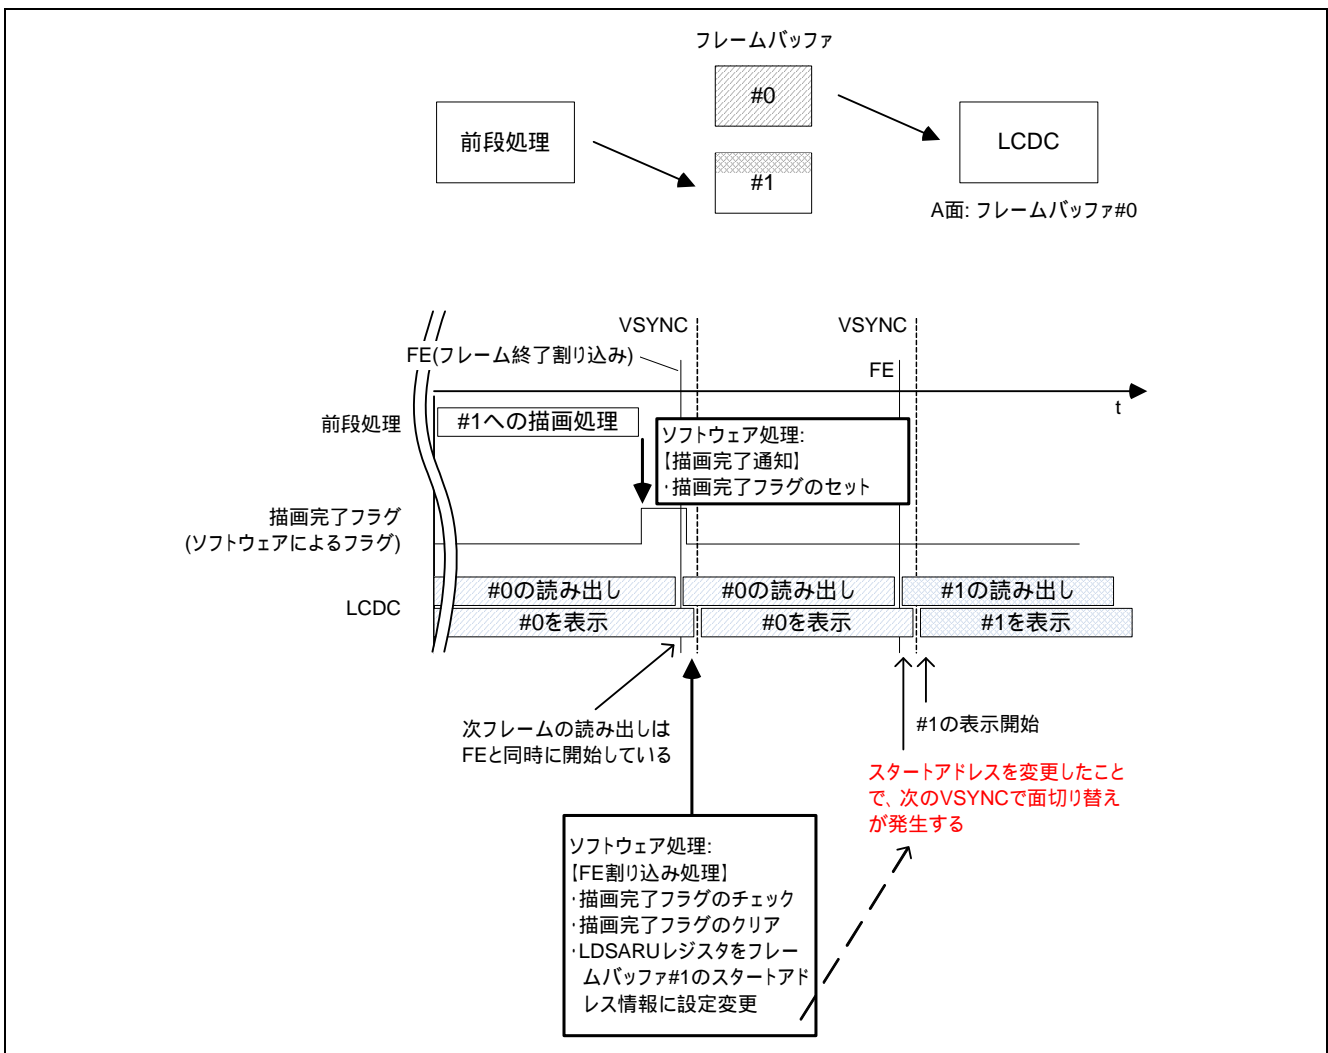 フレームバッファ
#0
前段処理
LCDC
#1
A面: フレームバッファ#0
VSYNC
VSYNC
FE(フレーム終了割り込み)
FE
t
前段処理
#1への描画処理
ソフトウェア処理:
【描画完了通知】
・描画完了フラグのセット
描画完了フラグ
(ソフトウェアによるフラグ)
#0の読み出し
#0の読み出し
#1の読み出し
LCDC
#0を表示
#0を表示
#1を表示
次フレームの読み出しは
FEと同時に開始している
#1の表示開始
スタートアドレスを変更したこと
で、次のVSYNCで面切り替え
が発生する
ソフトウェア処理:
【FE割り込み処理】
・描画完了フラグのチェック
・描画完了フラグのクリア
・LDSARUレジスタをフレー
ムバッファ#1のスタートアド
レス情報に設定変更